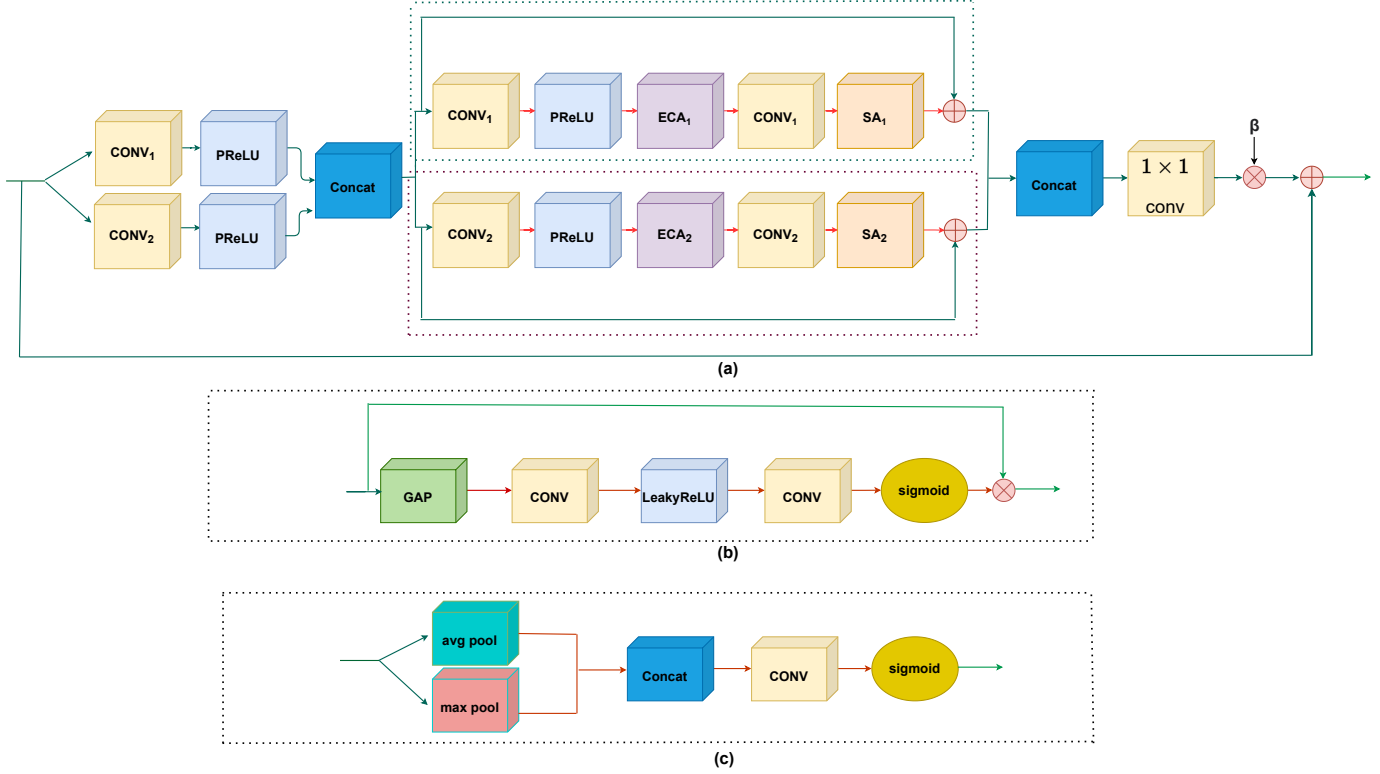 CONV₁ PReLU ECA₁ CONV₁ SA₁
CONV₁ PReLU
Concat
CONV₂ PReLU
CONV₂ PReLU ECA₂ CONV₂ SA₂
Concat
1 × 1
conv
β
(a)
GAP CONV LeakyReLU CONV sigmoid
(b)
avg pool
max pool
Concat CONV sigmoid
(c)